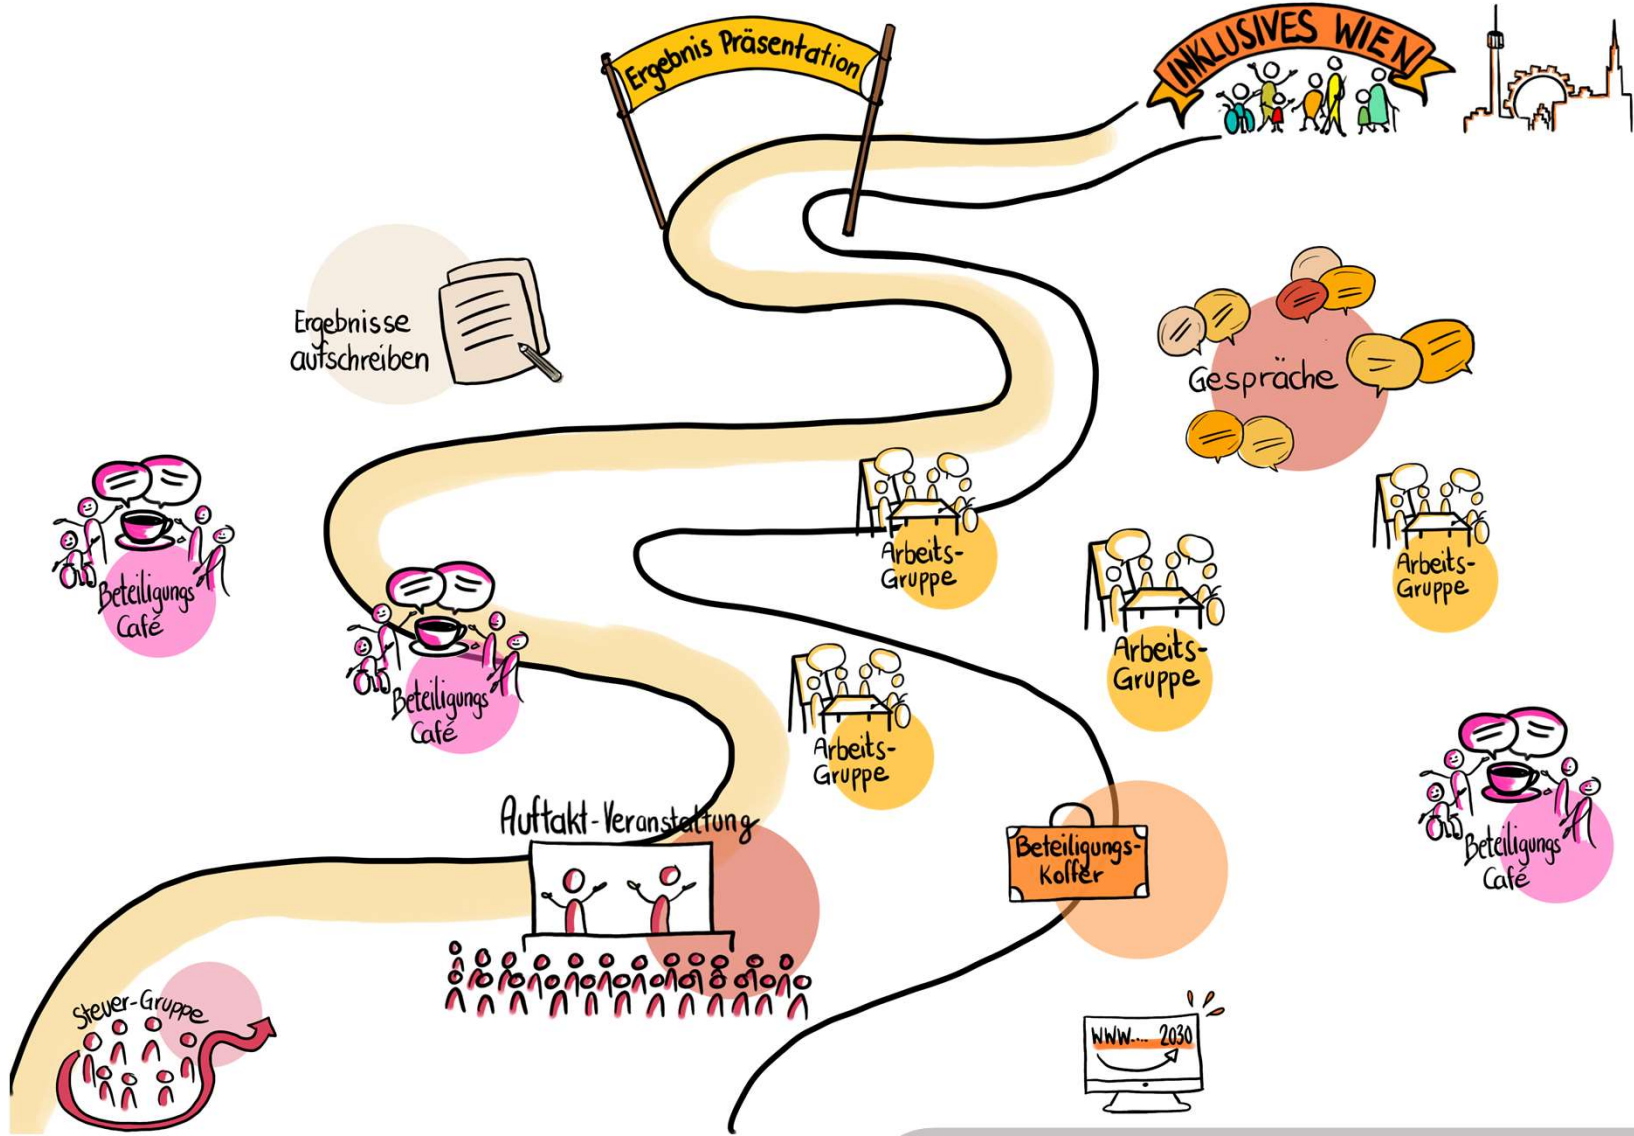 Ergebnis Präsentation
INKLUSIVES WIEN
Ergebnisse
aufschreiben
Gespräche
Beteiligungs
Café
Arbeits-
Gruppe
Arbeits-
Gruppe
Beteiligungs
Café
Arbeits-
Gruppe
Arbeits-
Gruppe
Auftakt-Veranstaltung
Beteiligungs-
Koffer
Beteiligungs
Café
Steuer-Gruppe
WWW.... 2030